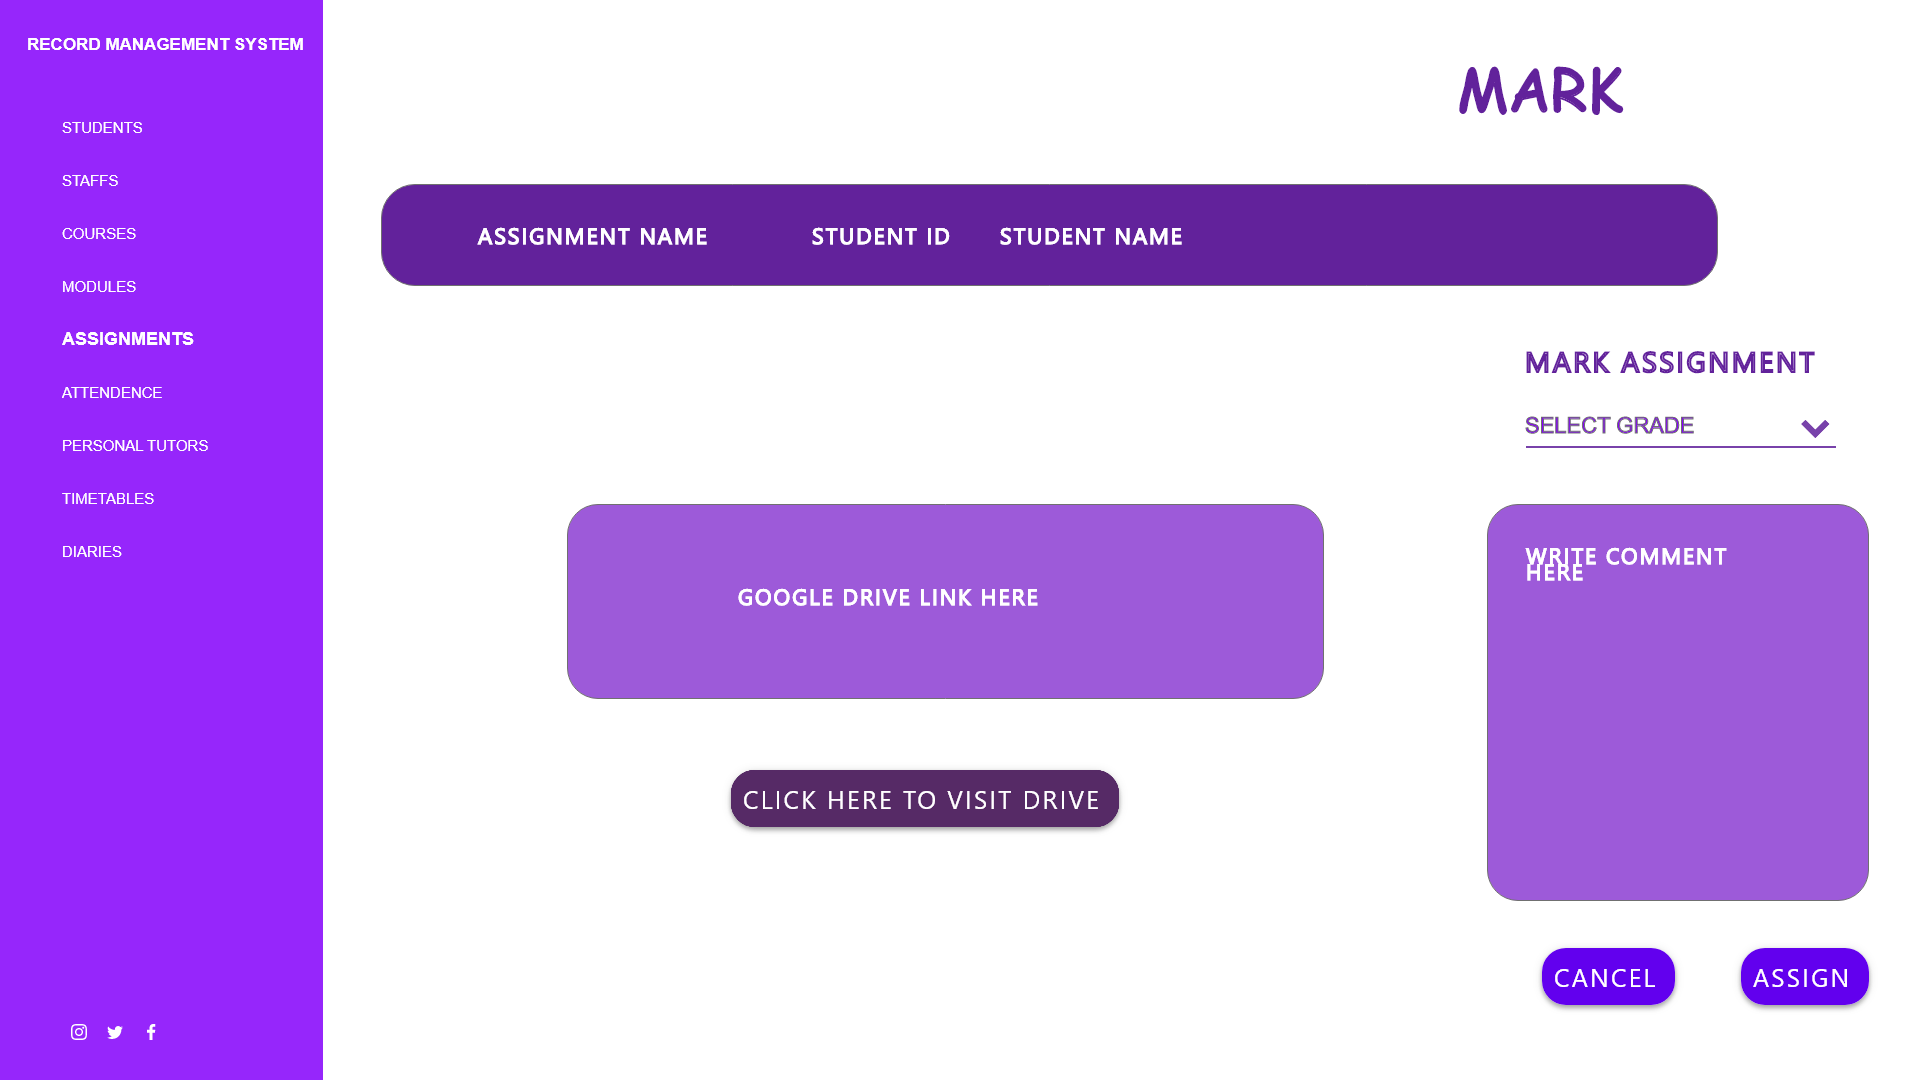 RECORD MANAGEMENT SYSTEM
STUDENTS
STAFFS
COURSES
MODULES
ASSIGNMENTS
ATTENDENCE
PERSONAL TUTORS
TIMETABLES
DIARIES
MARK
ASSIGNMENT NAME STUDENT ID STUDENT NAME
MARK ASSIGNMENT
SELECT GRADE
GOOGLE DRIVE LINK HERE
CLICK HERE TO VISIT DRIVE
WRITE COMMENT
HERE
CANCEL ASSIGN